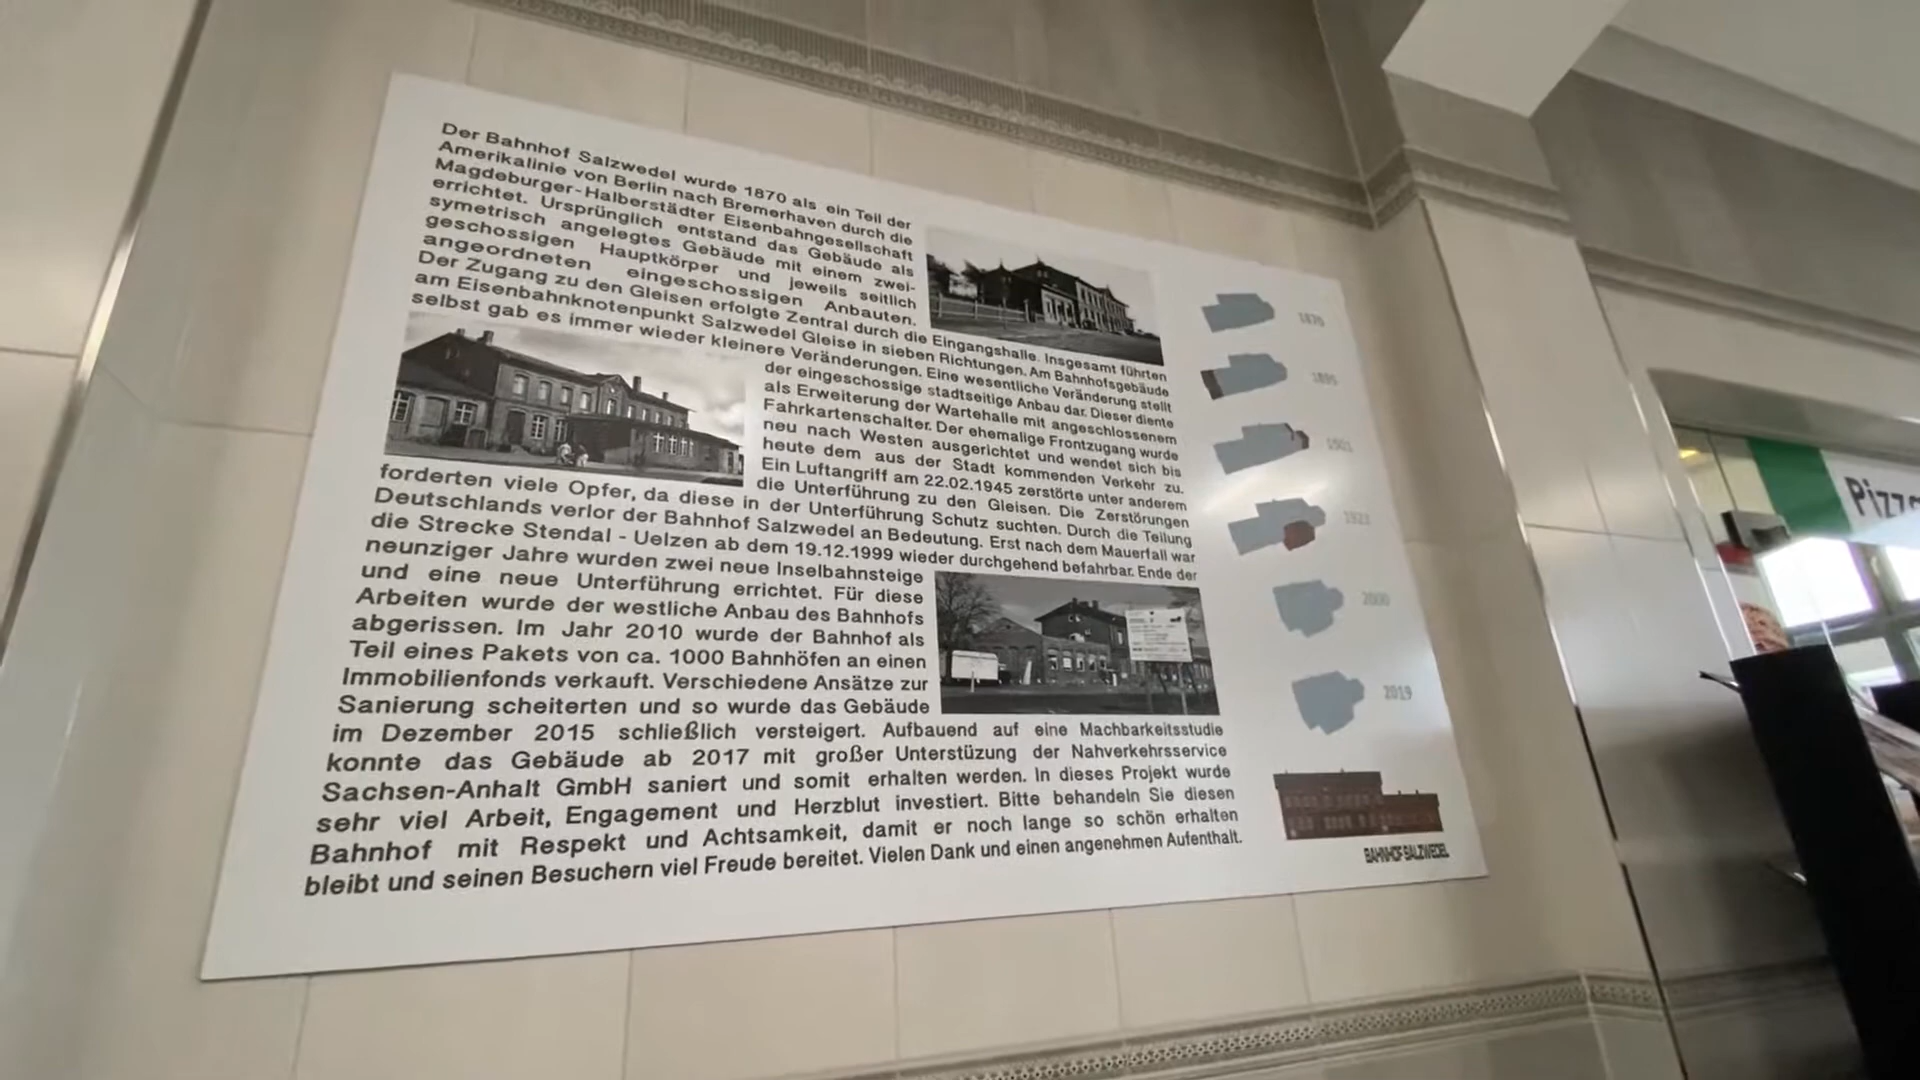 Der Bahnhof Salzwedel wurde 1870 als ein Teil der
Amerikalinie von Berlin nach Bremerhaven durch die
Magdeburger-Halberstädter Eisenbahngesellschaft
errichtet. Ursprünglich entstand das Gebäude als
symetrisch angelegtes Gebäude mit einem zwei-
geschossigen Hauptkörper und jeweils seitlich
angeordneten eingeschossigen Anbauten.
Der Zugang zu den Gleisen erfolgte Zentral durch die Eingangshalle. Insgesamt führten
am Eisenbahnknotenpunkt Salzwedel Gleise in sieben Richtungen. Am Bahnhofsgebäude
selbst gab es immer wieder kleinere Veränderungen. Eine wesentliche Veränderung stellt
der eingeschossige stadtseitige Anbau dar. Dieser diente
als Erweiterung der Wartehalle mit angeschlossenem
Fahrkartenschalter. Der ehemalige Frontzugang wurde
neu nach Westen ausgerichtet und wendet sich bis
heute dem aus der Stadt kommenden Verkehr zu.
Ein Luftangriff am 22.02.1945 zerstörte unter anderem
die Unterführung zu den Gleisen. Die Zerstörungen
forderten viele Opfer, da diese in der Unterführung Schutz suchten. Durch die Teilung
Deutschlands verlor der Bahnhof Salzwedel an Bedeutung. Erst nach dem Mauerfall war
die Strecke Stendal - Uelzen ab dem 19.12.1999 wieder durchgehend befahrbar. Ende der
neunziger Jahre wurden zwei neue Inselbahnsteige
und eine neue Unterführung errichtet. Für diese
Arbeiten wurde der westliche Anbau des Bahnhofs
abgerissen. Im Jahr 2010 wurde der Bahnhof als
Teil eines Pakets von ca. 1000 Bahnhöfen an einen
Immobilienfonds verkauft. Verschiedene Ansätze zur
Sanierung scheiterten und so wurde das Gebäude
im Dezember 2015 schließlich versteigert. Aufbauend auf eine Machbarkeitsstudie
konnte das Gebäude ab 2017 mit großer Unterstüzung der Nahverkehrsservice
Sachsen-Anhalt GmbH saniert und somit erhalten werden. In dieses Projekt wurde
sehr viel Arbeit, Engagement und Herzblut investiert. Bitte behandeln Sie diesen
Bahnhof mit Respekt und Achtsamkeit, damit er noch lange so schön erhalten
bleibt und seinen Besuchern viel Freude bereitet. Vielen Dank und einen angenehmen Aufenthalt.
1923
2000
2019
BAHNHOF SALZWEDEL